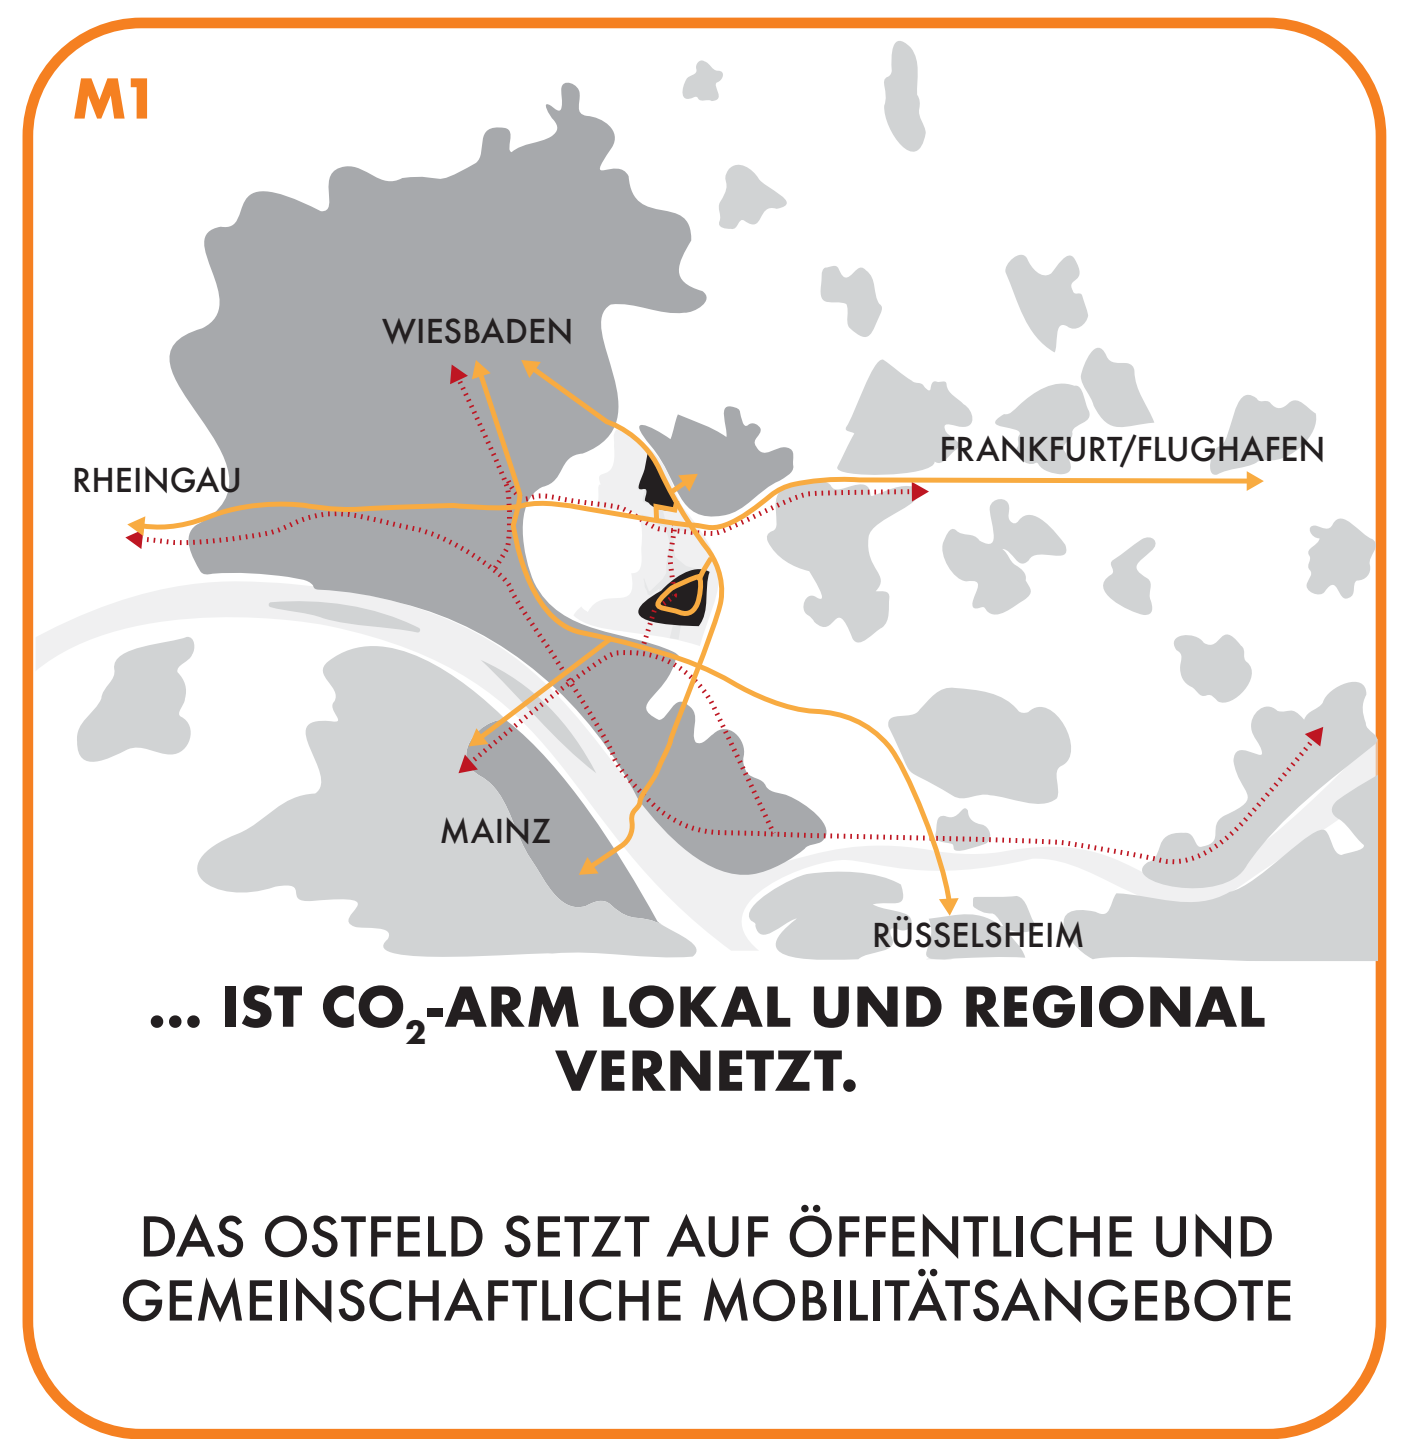 M1
WIESBADEN
FRANKFURT/FLUGHAFEN
RHEINGAU
MAINZ
RÜSSELSHEIM
... IST CO₂-ARM LOKAL UND REGIONAL
VERNETZT.
DAS OSTFELD SETZT AUF ÖFFENTLICHE UND
GEMEINSCHAFTLICHE MOBILITÄTSANGEBOTE